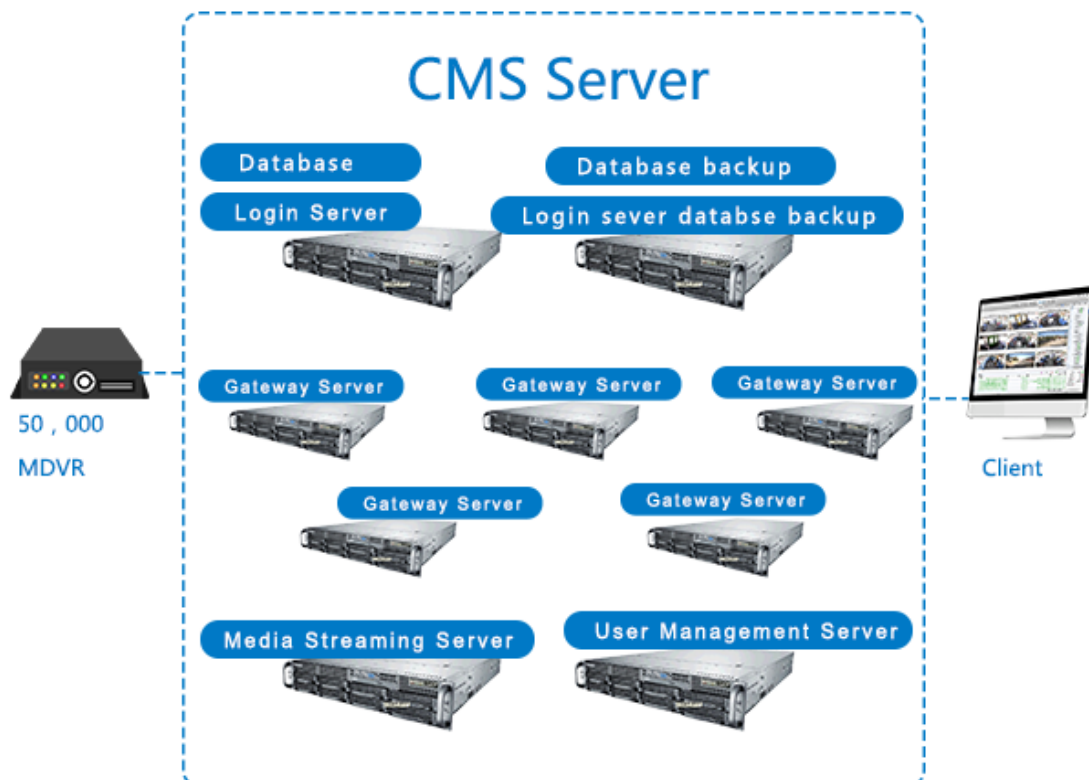 CMS Server
Database
Database backup
Login Server
Login sever databse backup
Gateway Server
Gateway Server
Gateway Server
50 , 000
MDVR
Client
Gateway Server
Gateway Server
Media Streaming Server
User Management Server